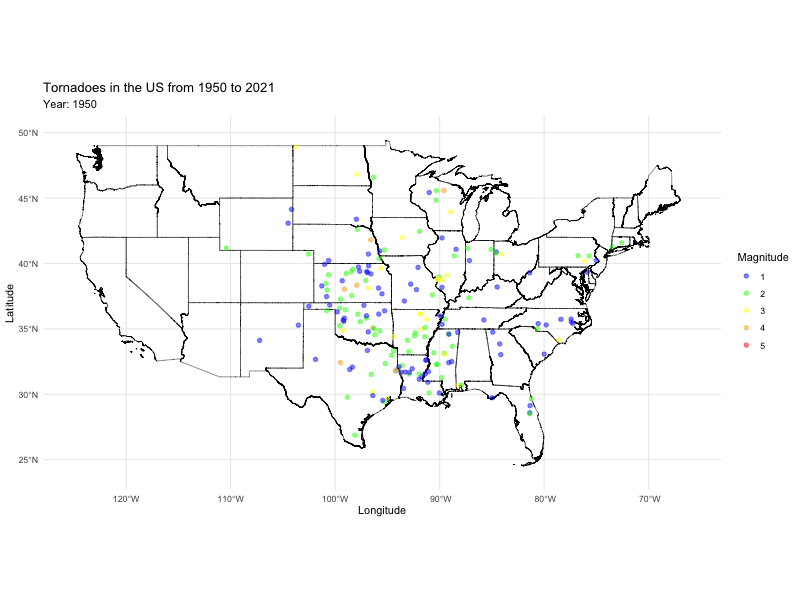 Tornadoes in the US from 1950 to 2021
Year: 1950
50°N
45°N
40°N
35°N
30°N
25°N
Latitude
120°W 110°W 100°W 90°W 80°W 70°W
Longitude
Magnitude
1
2
3
4
5